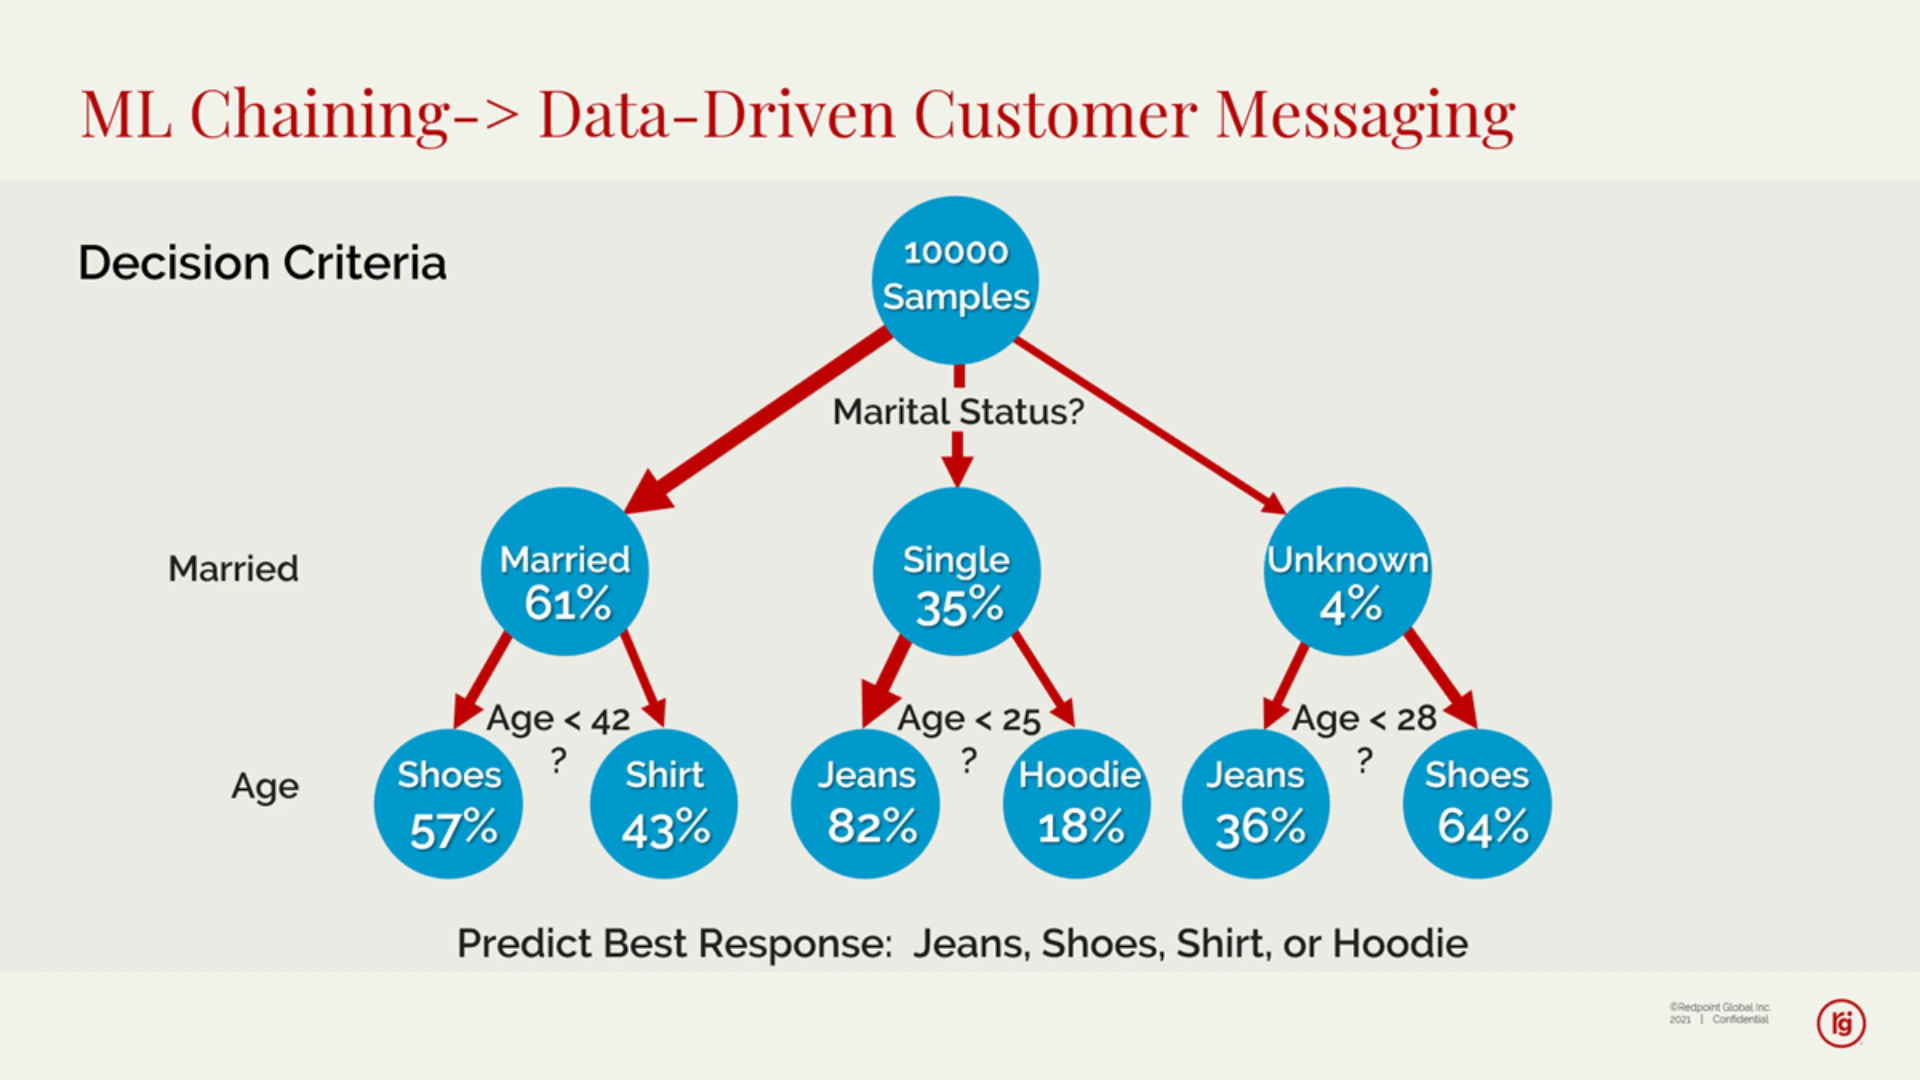 ML Chaining-> Data-Driven Customer Messaging
Decision Criteria
10000
Samples
Marital Status?
Married
Married
61%
Single
35%
Unknown
4%
Age < 42
?
Age < 25
?
Age < 28
?
Age
Shoes
57%
Shirt
43%
Jeans
82%
Hoodie
18%
Jeans
36%
Shoes
64%
Predict Best Response: Jeans, Shoes, Shirt, or Hoodie
©Redpoint Global Inc.
2021 | Confidential
rg